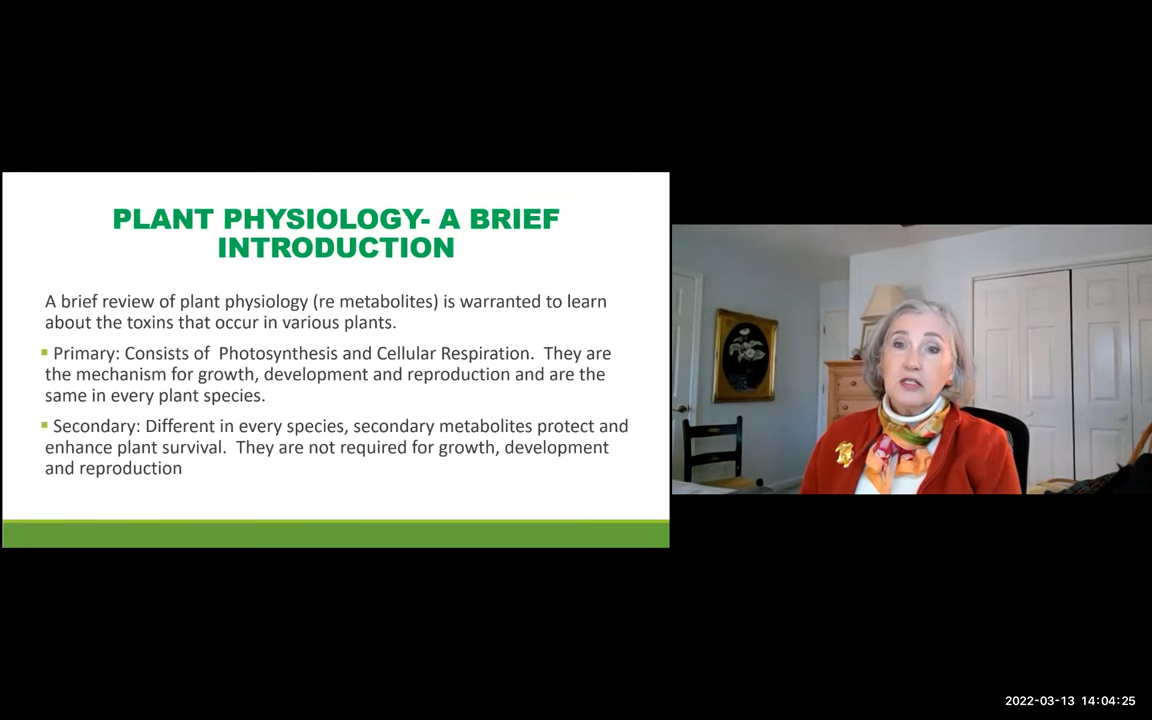 PLANT PHYSIOLOGY- A BRIEF
INTRODUCTION
A brief review of plant physiology (re metabolites) is warranted to learn
about the toxins that occur in various plants.
Primary: Consists of  Photosynthesis and Cellular Respiration.  They are
the mechanism for growth, development and reproduction and are the
same in every plant species.
Secondary: Different in every species, secondary metabolites protect and
enhance plant survival.  They are not required for growth, development
and reproduction
2022-03-13 14:04:25